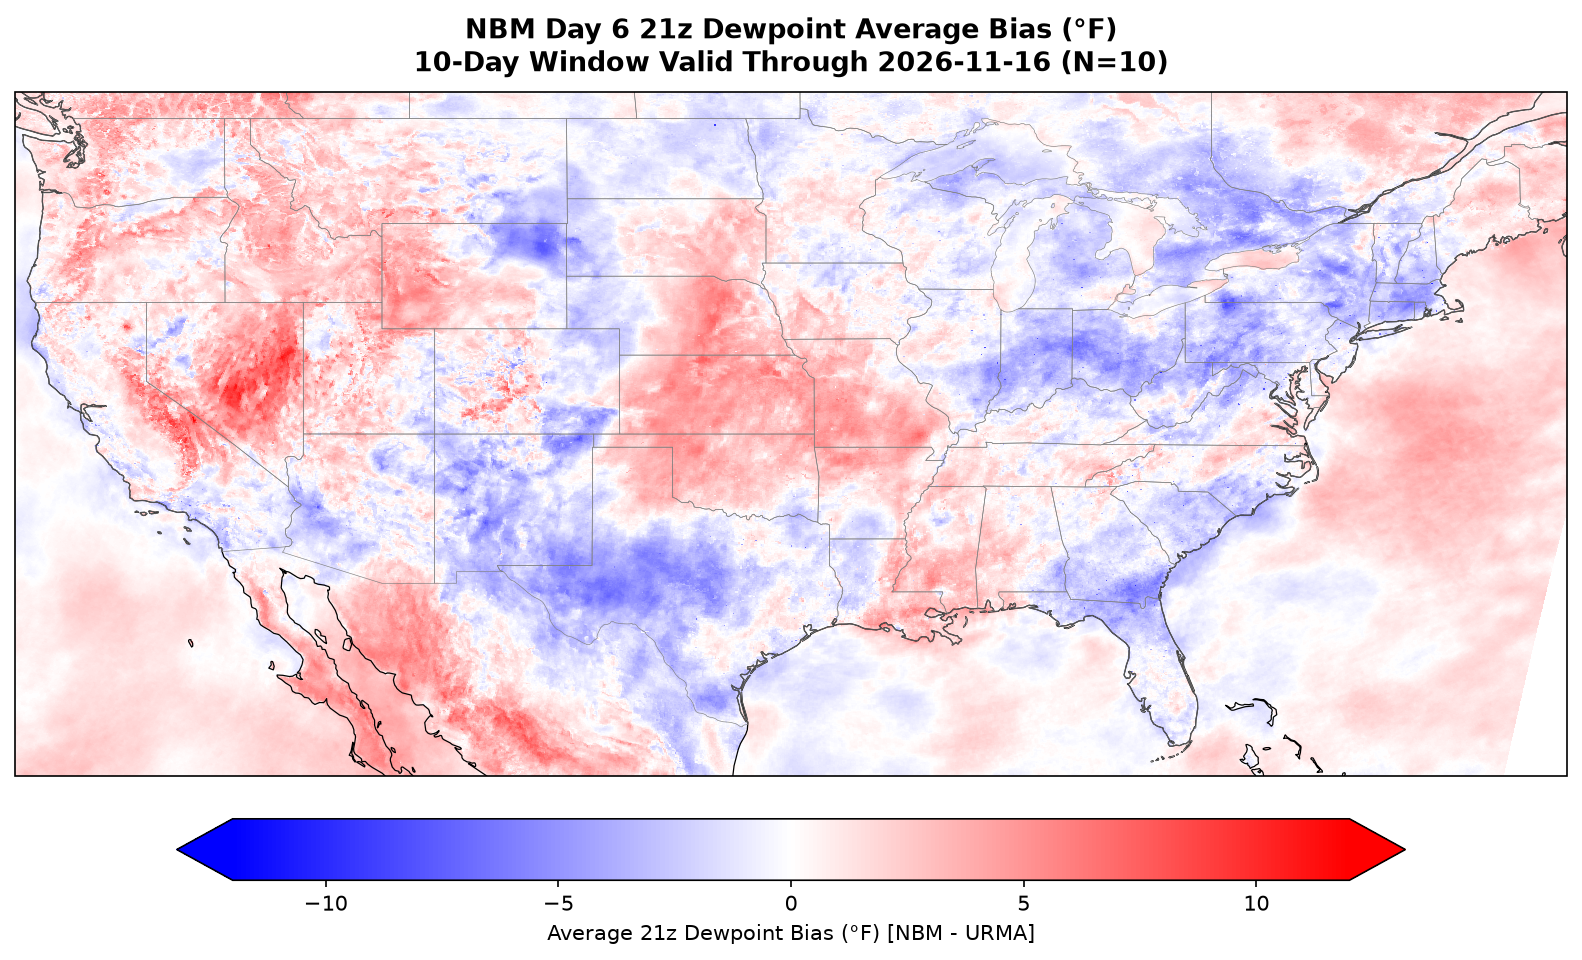 NBM Day 6 21z Dewpoint Average Bias (°F)
10-Day Window Valid Through 2026-11-16 (N=10)
−10 −5 0 5 10
Average 21z Dewpoint Bias (°F) [NBM - URMA]